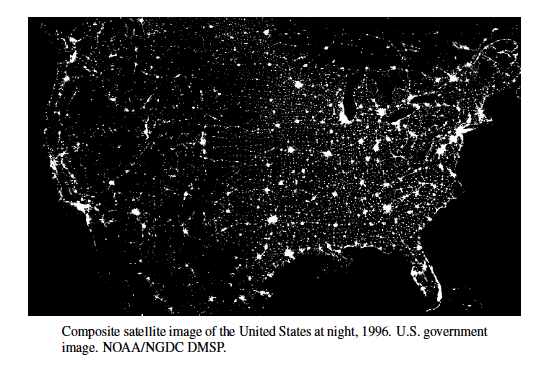 Composite satellite image of the United States at night, 1996. U.S. government
image. NOAA/NGDC DMSP.